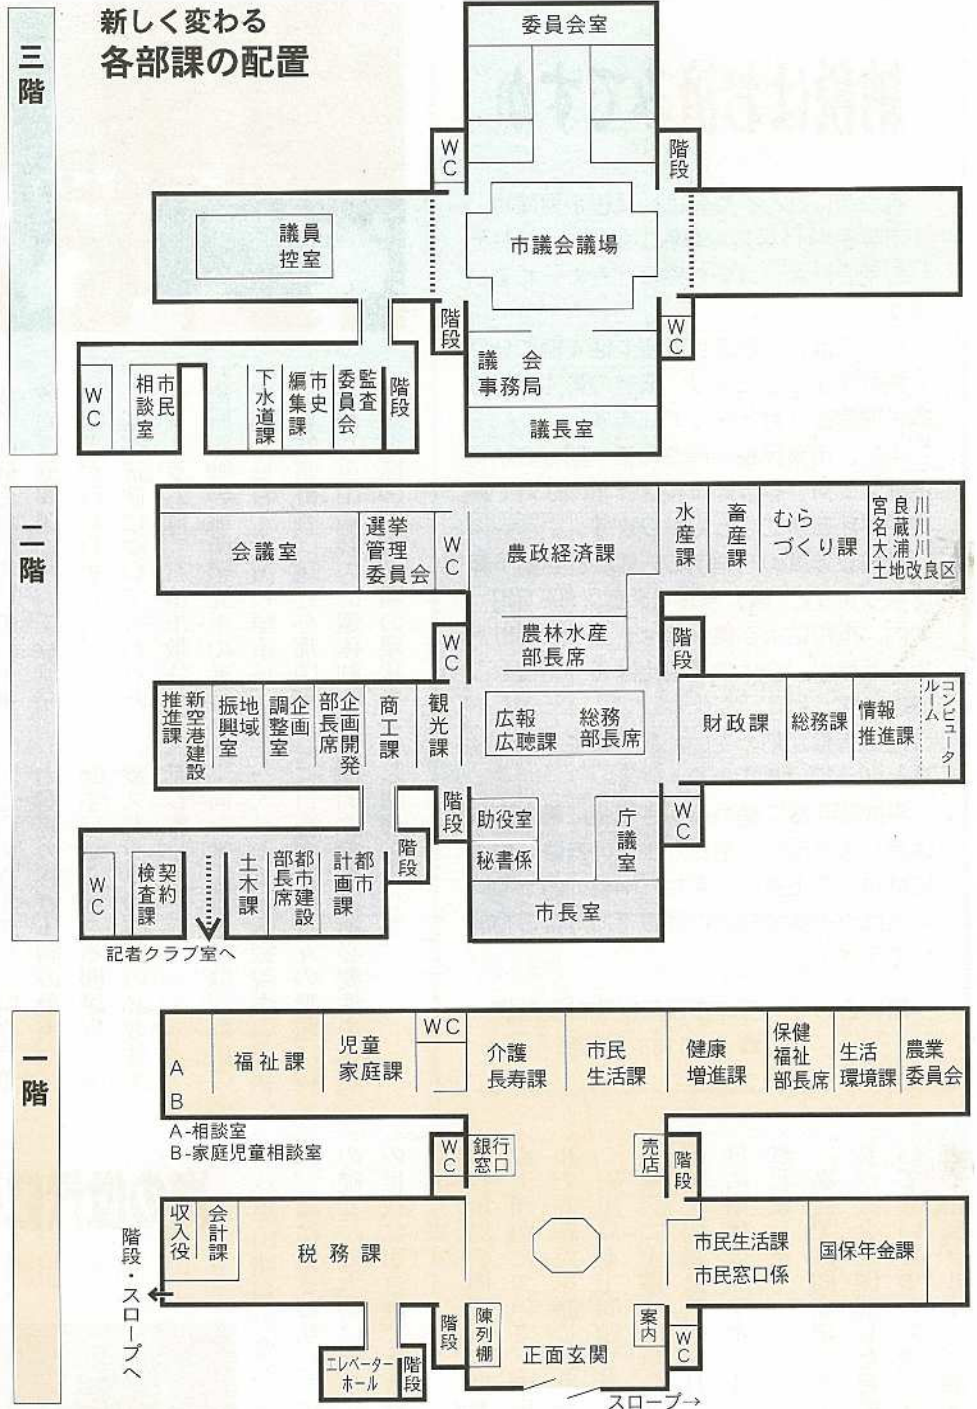 新しく変わる
各部課の配置
三階
委員会室
WC
階段
議員
控室
市議会議場
階段
WC
議会
事務局
議長室
WC
市民
相談室
下水道課
市史
編集課
監査
委員会
階段
二階
会議室
選挙
管理
委員会
WC
農政経済課
水産課
畜産課
むら
づくり課
宮良川
名蔵川
大浦川
土地改良区
農林水産
部長席
WC
階段
新空港建設
推進課
地域
振興室
企画
調整室
企画開発
部長席
商工課
観光課
広報
広聴課
総務
部長席
財政課
総務課
情報
推進課
コンピューター
ルーム
階段
助役室
秘書係
庁議室
WC
市長室
WC
契約
検査課
土木課
都市建設
部長席
都市
計画課
階段
記者クラブ室へ
一階
A
B
福祉課
児童
家庭課
WC
介護
長寿課
市民
生活課
健康
増進課
保健
福祉
部長席
生活
環境課
農業
委員会
A-相談室
B-家庭児童相談室
WC
銀行
窓口
売店
階段
収入役
会計課
税務課
市民生活課
市民窓口係
国保年金課
階段・スロープへ
階段
陳列棚
正面玄関
案内
WC
エレベーター
ホール
階段
スロープ→